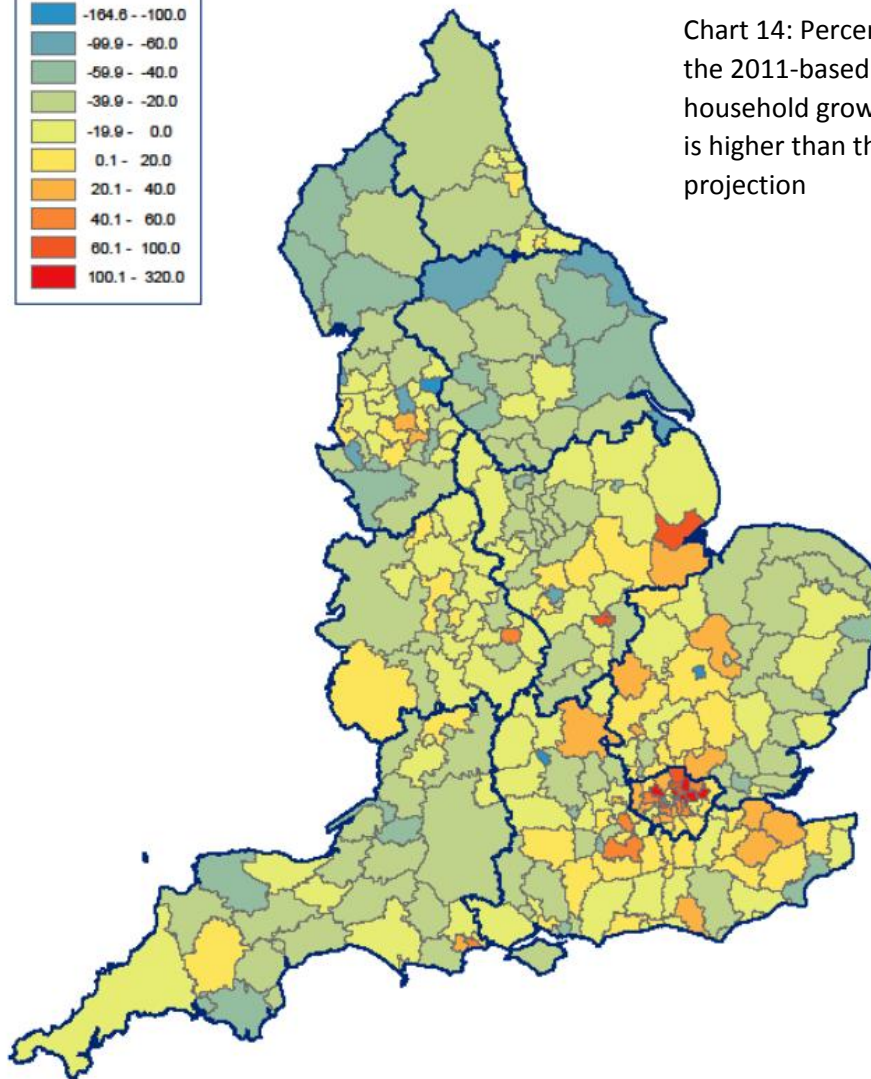 -164.6 - -100.0
-99.9 - -60.0
-59.9 - -40.0
-39.9 - -20.0
-19.9 - 0.0
0.1 - 20.0
20.1 - 40.0
40.1 - 60.0
60.1 - 100.0
100.1 - 320.0
Chart 14: Percen
the 2011-based
household grow
is higher than th
projection